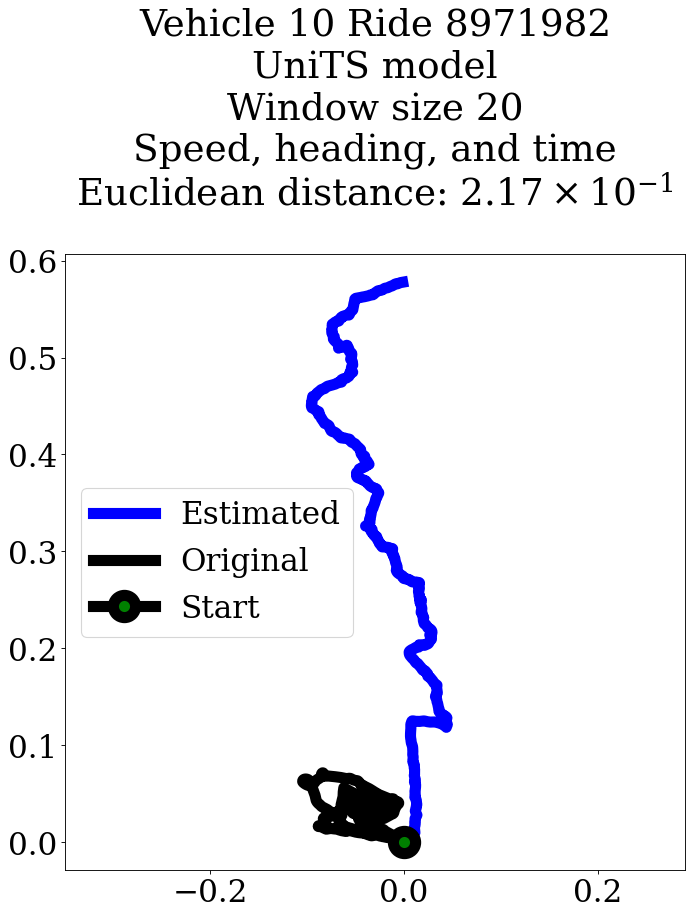 Vehicle 10 Ride 8971982
UniTS model
Window size 20
Speed, heading, and time
Euclidean distance: 2.17 × 10⁻¹
0.6
0.5
0.4
0.3
0.2
0.1
0.0
Estimated
Original
Start
−0.2
0.0
0.2